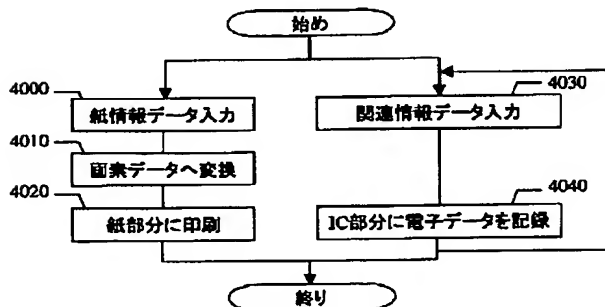 始め
4000
紙情報データ入力
4010
画素データへ変換
4020
紙部分に印刷
4030
関連情報データ入力
4040
IC部分に電子データを記録
終り